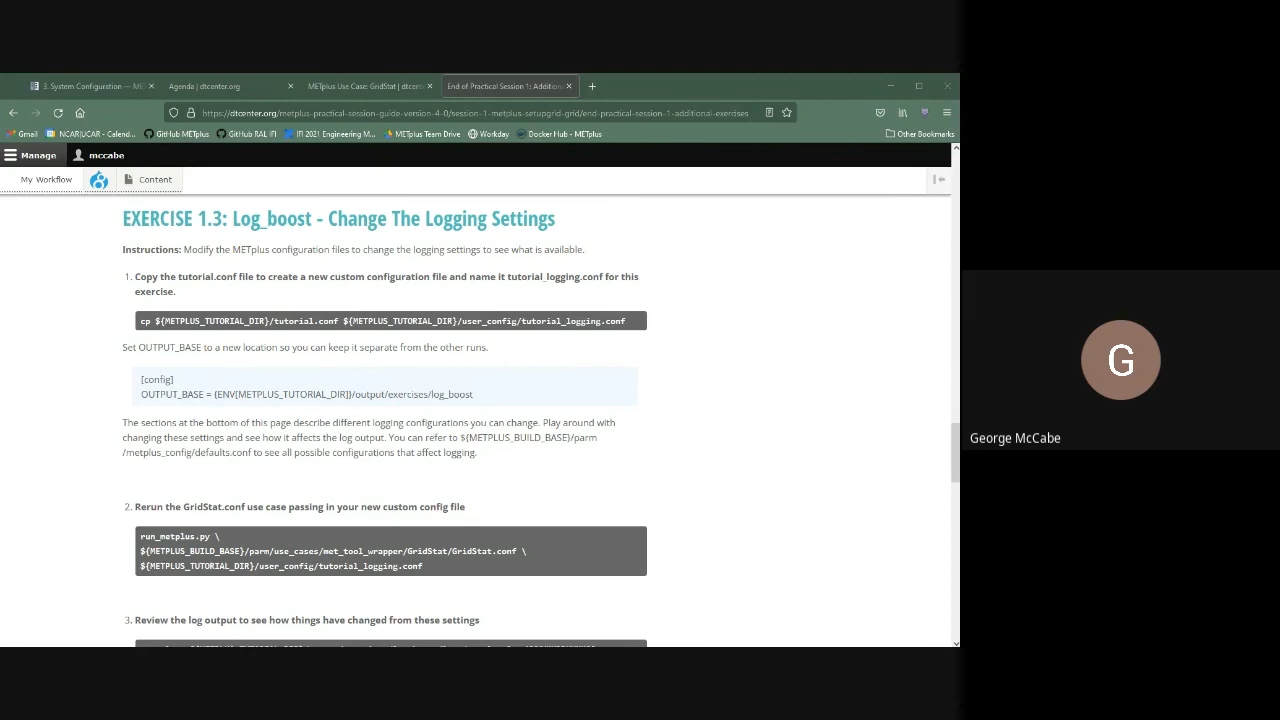 3. System Configuration — ME
Agenda | dtcenter.org
METplus Use Case: GridStat | dtcen
End of Practical Session 1: Addition
https://dtcenter.org/metplus-practical-session-guide-version-4-0/session-1-metplus-setupgrid-grid/end-practical-session-1-additional-exercises
Gmail
NCAR|UCAR - Calend...
GitHub METplus
GitHub RAL IFI
IFI 2021 Engineering M...
METplus Team Drive
Workday
Docker Hub - METplus
Other Bookmarks
Manage
mccabe
My Workflow
Content
EXERCISE 1.3: Log_boost - Change The Logging Settings
Instructions: Modify the METplus configuration files to change the logging settings to see what is available.
1. Copy the tutorial.conf file to create a new custom configuration file and name it tutorial_logging.conf for this
exercise.
cp ${METPLUS_TUTORIAL_DIR}/tutorial.conf ${METPLUS_TUTORIAL_DIR}/user_config/tutorial_logging.conf
Set OUTPUT_BASE to a new location so you can keep it separate from the other runs.
[config]
OUTPUT_BASE = {ENV[METPLUS_TUTORIAL_DIR]}/output/exercises/log_boost
The sections at the bottom of this page describe different logging configurations you can change. Play around with
changing these settings and see how it affects the log output. You can refer to ${METPLUS_BUILD_BASE}/parm
/metplus_config/defaults.conf to see all possible configurations that affect logging.
2. Rerun the GridStat.conf use case passing in your new custom config file
run_metplus.py \
${METPLUS_BUILD_BASE}/parm/use_cases/met_tool_wrapper/GridStat/GridStat.conf \
${METPLUS_TUTORIAL_DIR}/user_config/tutorial_logging.conf
3. Review the log output to see how things have changed from these settings
G
George McCabe